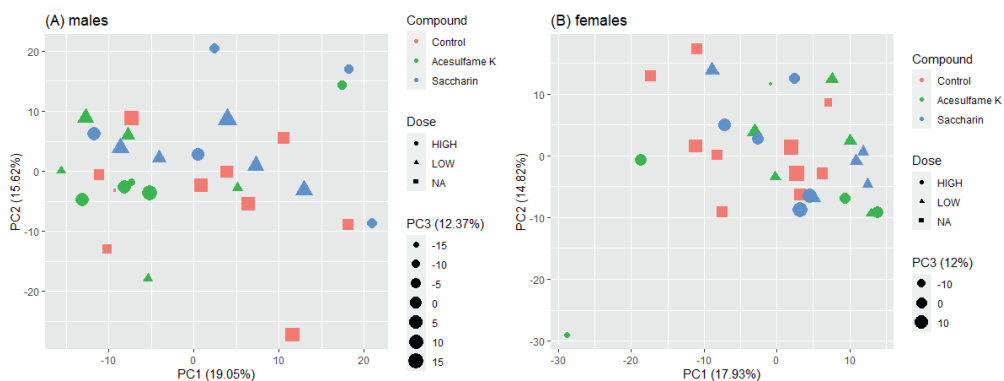 (A) males
20
10
0
-10
-20
PC2 (15.62%)
-10
0
10
20
PC1 (19.05%)
Compound
Control
Acesulfame K
Saccharin
Dose
HIGH
LOW
NA
PC3 (12.37%)
-15
-10
-5
0
5
10
15
(B) females
10
0
-10
-20
-30
PC2 (14.82%)
-30
-20
-10
0
10
PC1 (17.93%)
Compound
Control
Acesulfame K
Saccharin
Dose
HIGH
LOW
NA
PC3 (12%)
-10
0
10